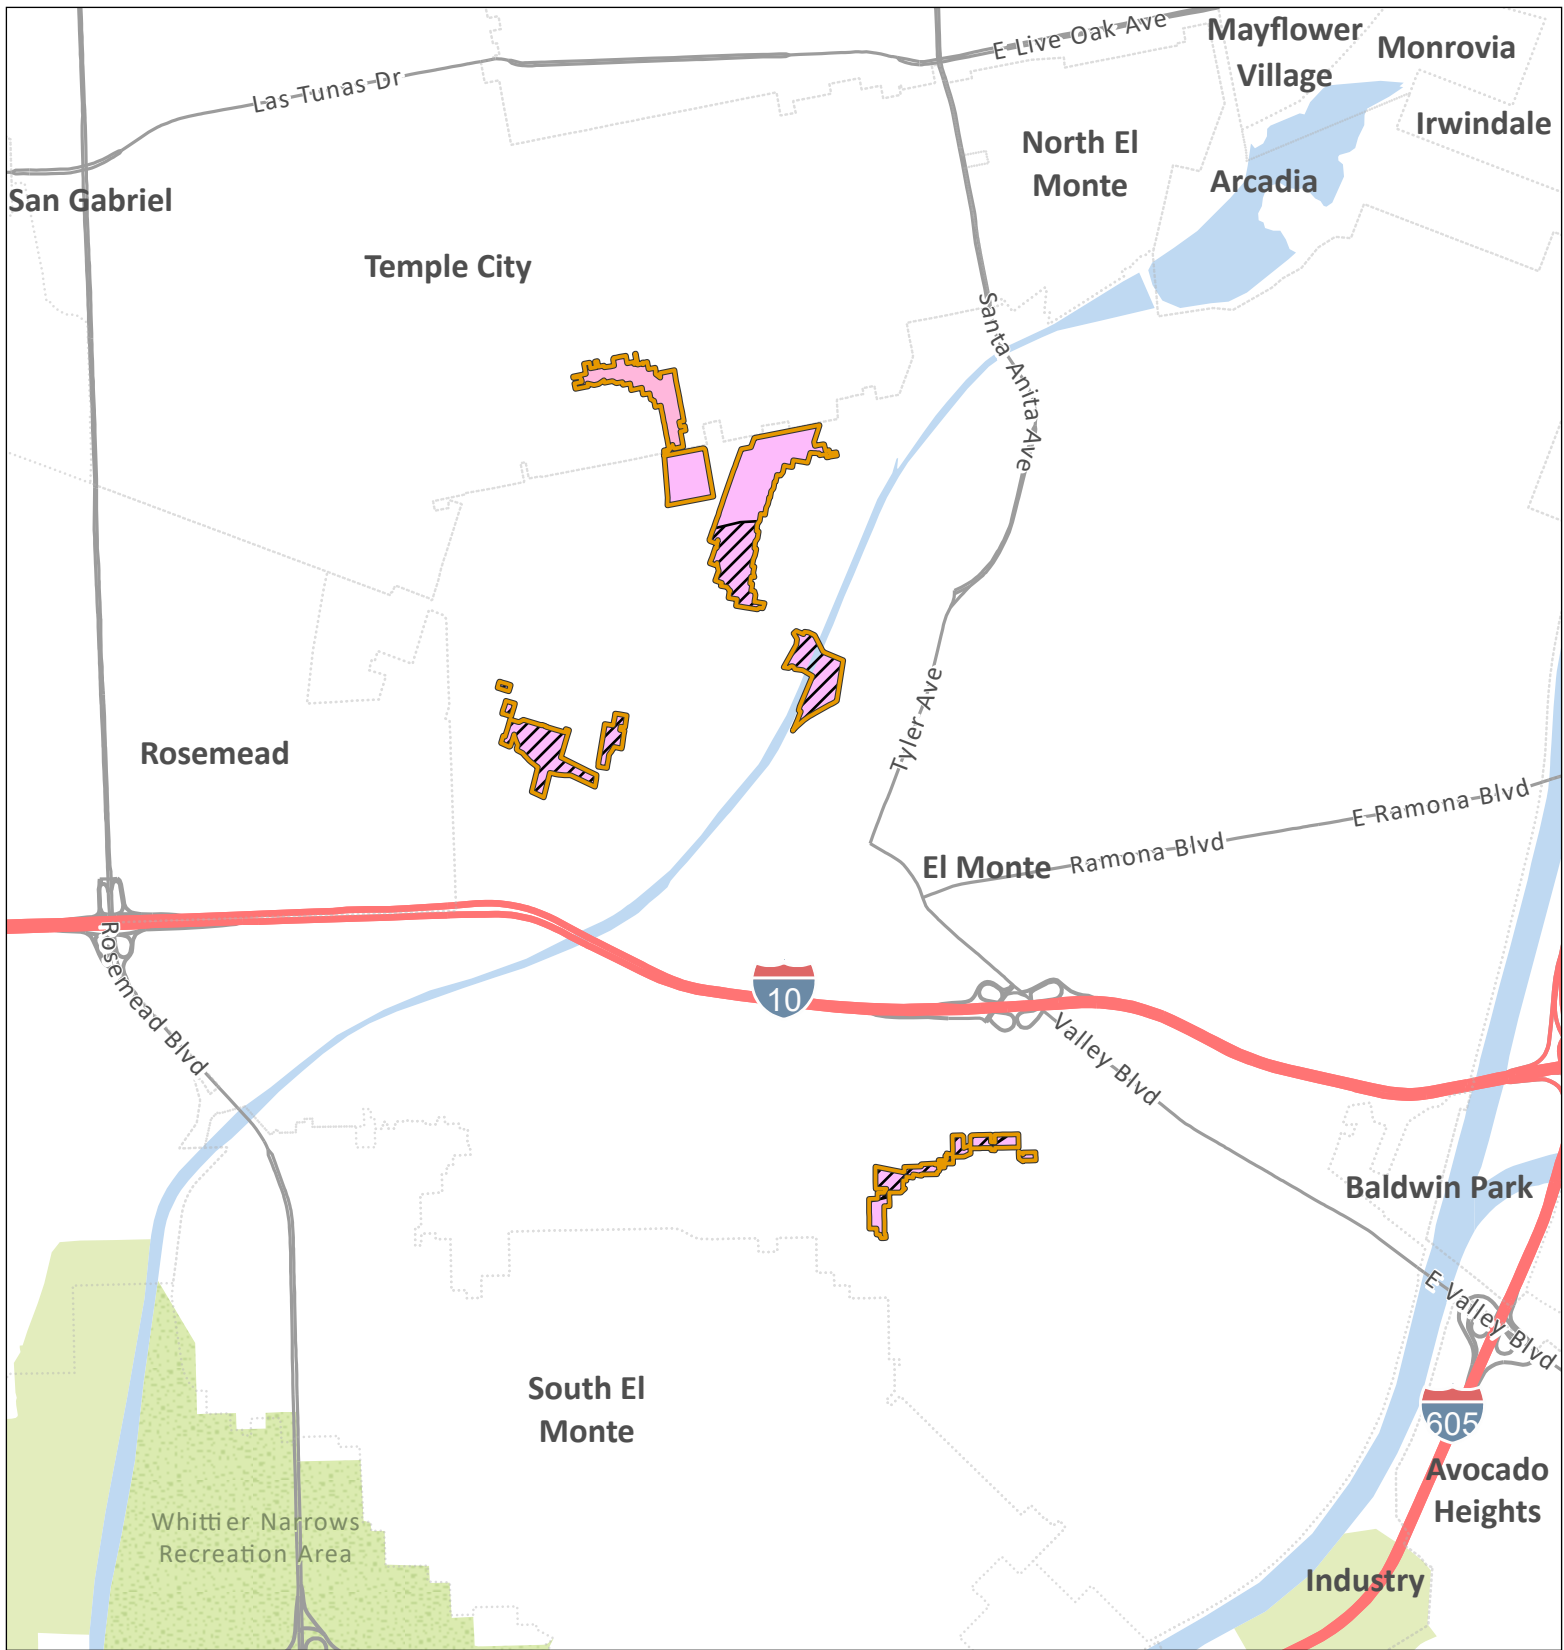 Mayflower
Village
Monrovia
E Live Oak Ave
Las Tunas Dr
Irwindale
North El
Monte
Arcadia
San Gabriel
Temple City
Santa Anita Ave
Tyler Ave
Rosemead
E Ramona Blvd
Ramona Blvd
El Monte
Rosemead Blvd
10
Valley Blvd
Baldwin Park
E Valley Blvd
South El
Monte
605
Avocado
Heights
Whittier Narrows
Recreation Area
Industry